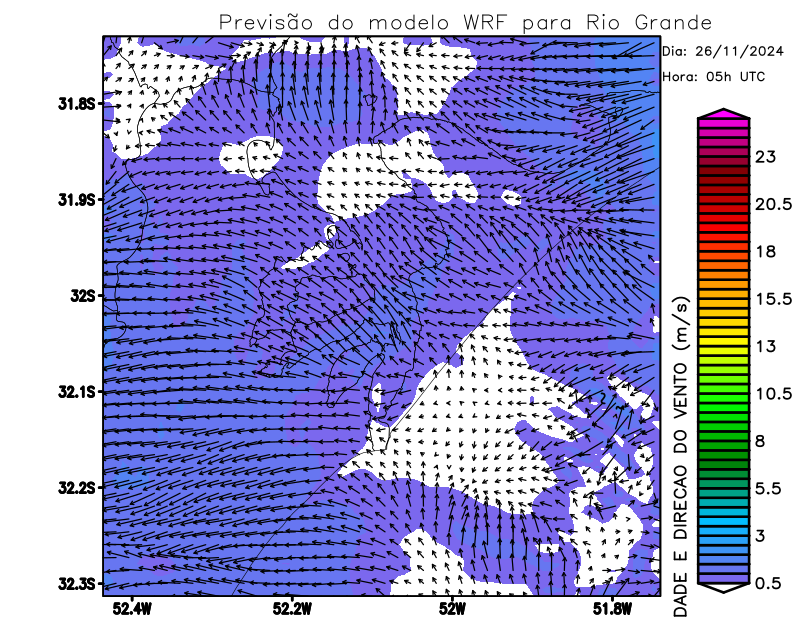 Previsão do modelo WRF para Rio Grande
Dia: 26/11/2024
Hora: 05h UTC
31.8S
31.9S
32S
32.1S
32.2S
32.3S
52.4W
52.2W
52W
51.8W
23
20.5
18
15.5
13
10.5
8
5.5
3
0.5
DADE E DIRECAO DO VENTO (m/s)